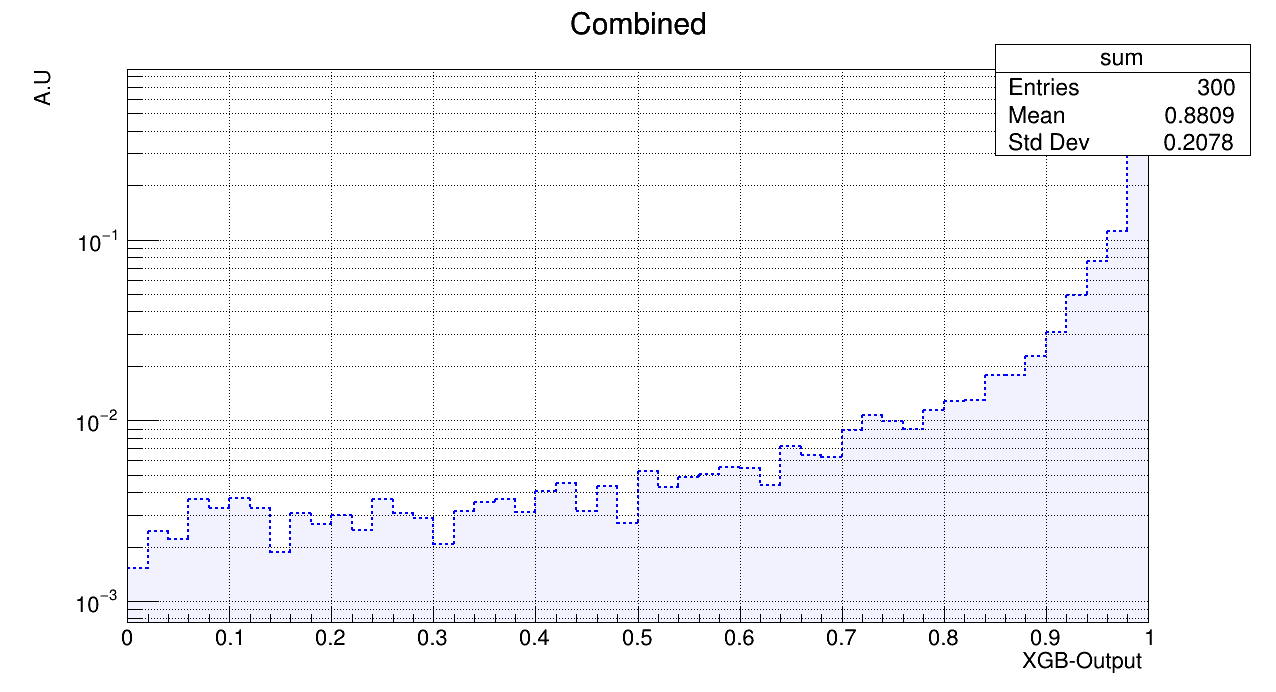 Combined
A.U
sum
Entries 300
Mean 0.8809
Std Dev 0.2078
10⁻¹
10⁻²
10⁻³
0 0.1 0.2 0.3 0.4 0.5 0.6 0.7 0.8 0.9 1
XGB-Output